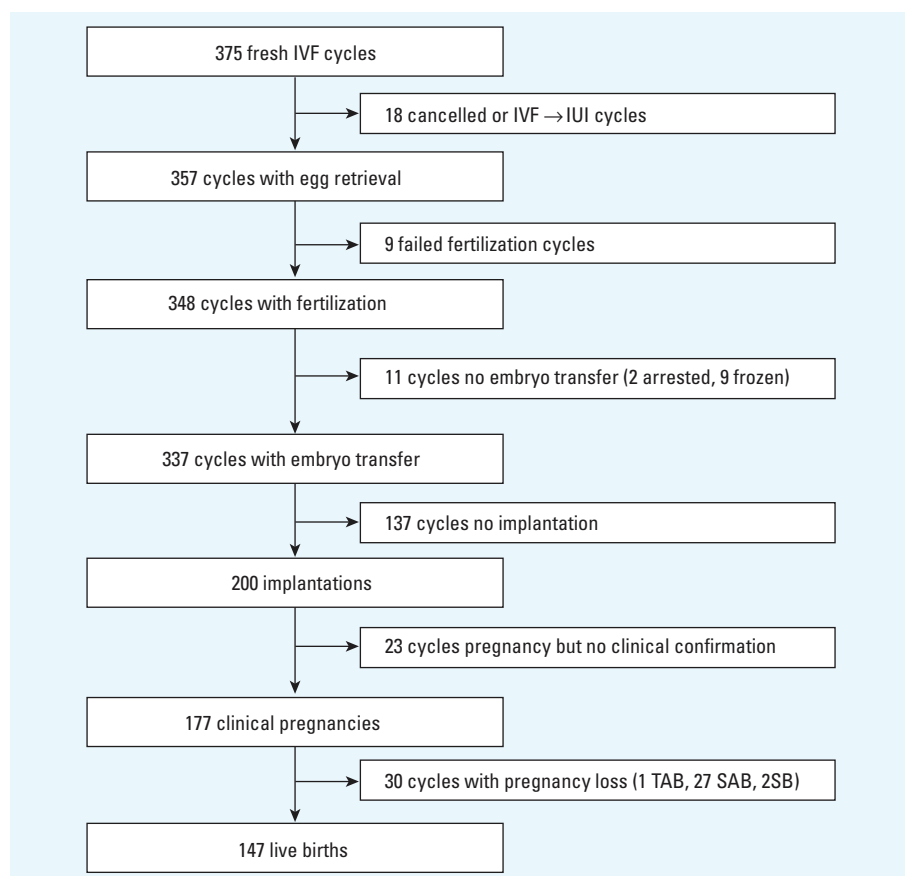 375 fresh IVF cycles
18 cancelled or IVF → IUI cycles
357 cycles with egg retrieval
9 failed fertilization cycles
348 cycles with fertilization
11 cycles no embryo transfer (2 arrested, 9 frozen)
337 cycles with embryo transfer
137 cycles no implantation
200 implantations
23 cycles pregnancy but no clinical confirmation
177 clinical pregnancies
30 cycles with pregnancy loss (1 TAB, 27 SAB, 2SB)
147 live births